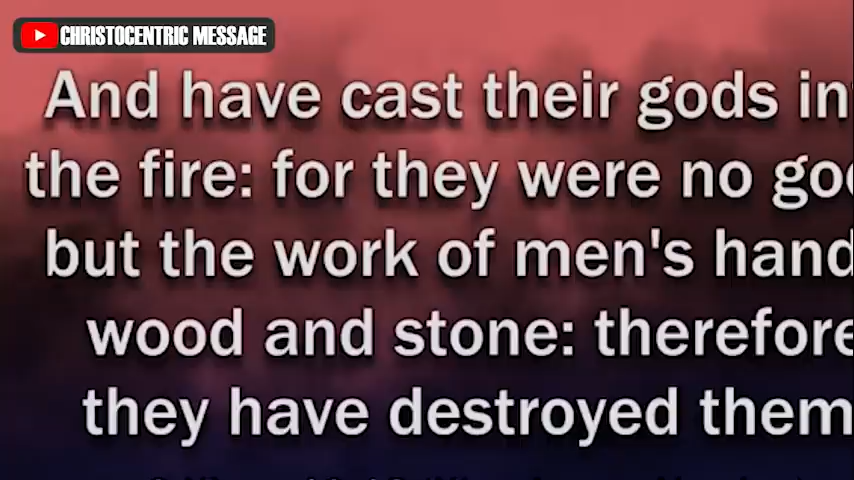 CHRISTOCENTRIC MESSAGE
And have cast their gods in
the fire: for they were no go
but the work of men's hand
wood and stone: therefore
they have destroyed them